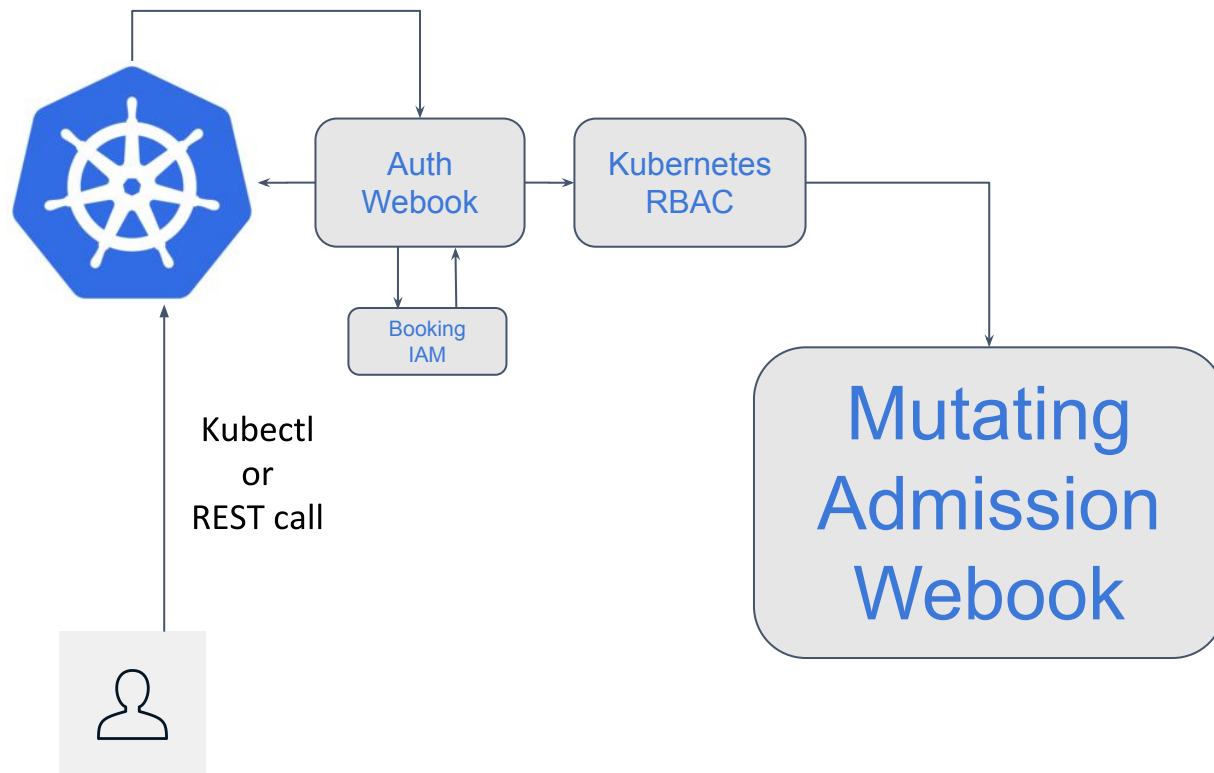 Auth
Webook
Kubernetes
RBAC
Booking
IAM
Kubectl
or
REST call
Mutating
Admission
Webook